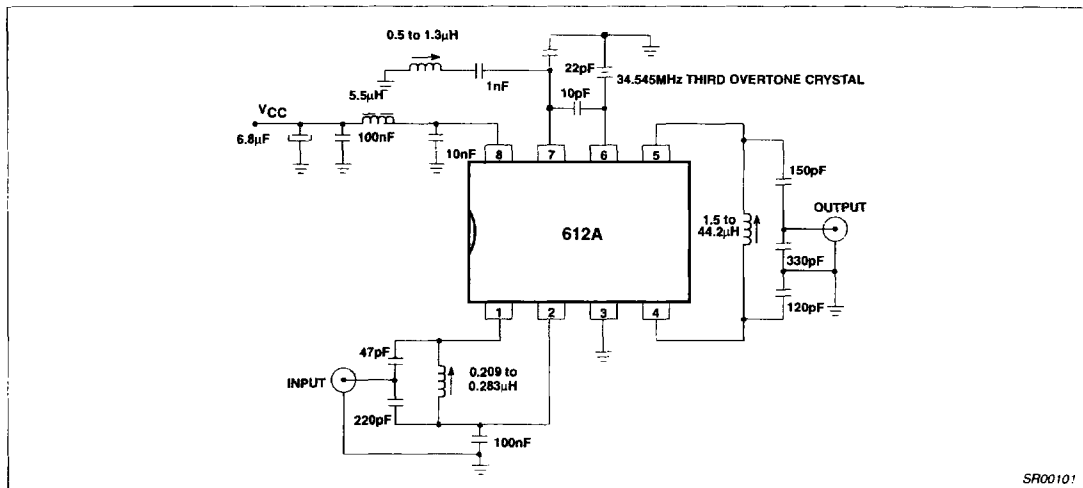 0.5 to 1.3µH
22pF
34.545MHz THIRD OVERTONE CRYSTAL
1nF
5.5µH
10pF
VCC
6.8µF
100nF
10nF
8
7
6
5
150pF
1.5 to
44.2µH
OUTPUT
612A
330pF
120pF
1
2
3
4
47pF
INPUT
0.209 to
0.283µH
220pF
100nF
SR00101